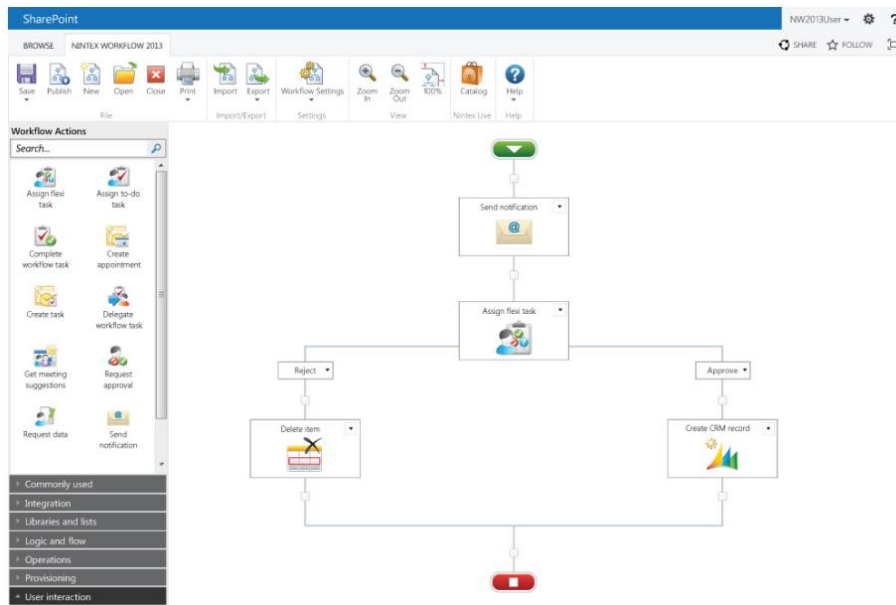 SharePoint
NW2013User
?
BROWSE
NINTEX WORKFLOW 2013
SHARE
FOLLOW
Save
Publish
New
Open
Close
Print
Import
Export
Workflow Settings
Zoom
In
Zoom
Out
100%
Catalog
Help
File
Import/Export
Settings
View
Nintex Live
Help
Workflow Actions
Search...
Assign flexi
task
Assign to-do
task
Complete
workflow task
Create
appointment
Create task
Delegate
workflow task
Get meeting
suggestions
Request
approval
Request data
Send
notification
Commonly used
Integration
Libraries and lists
Logic and flow
Operations
Provisioning
User interaction
Send notification
@
Assign flexi task
Reject
Approve
Delete item
Create CRM record